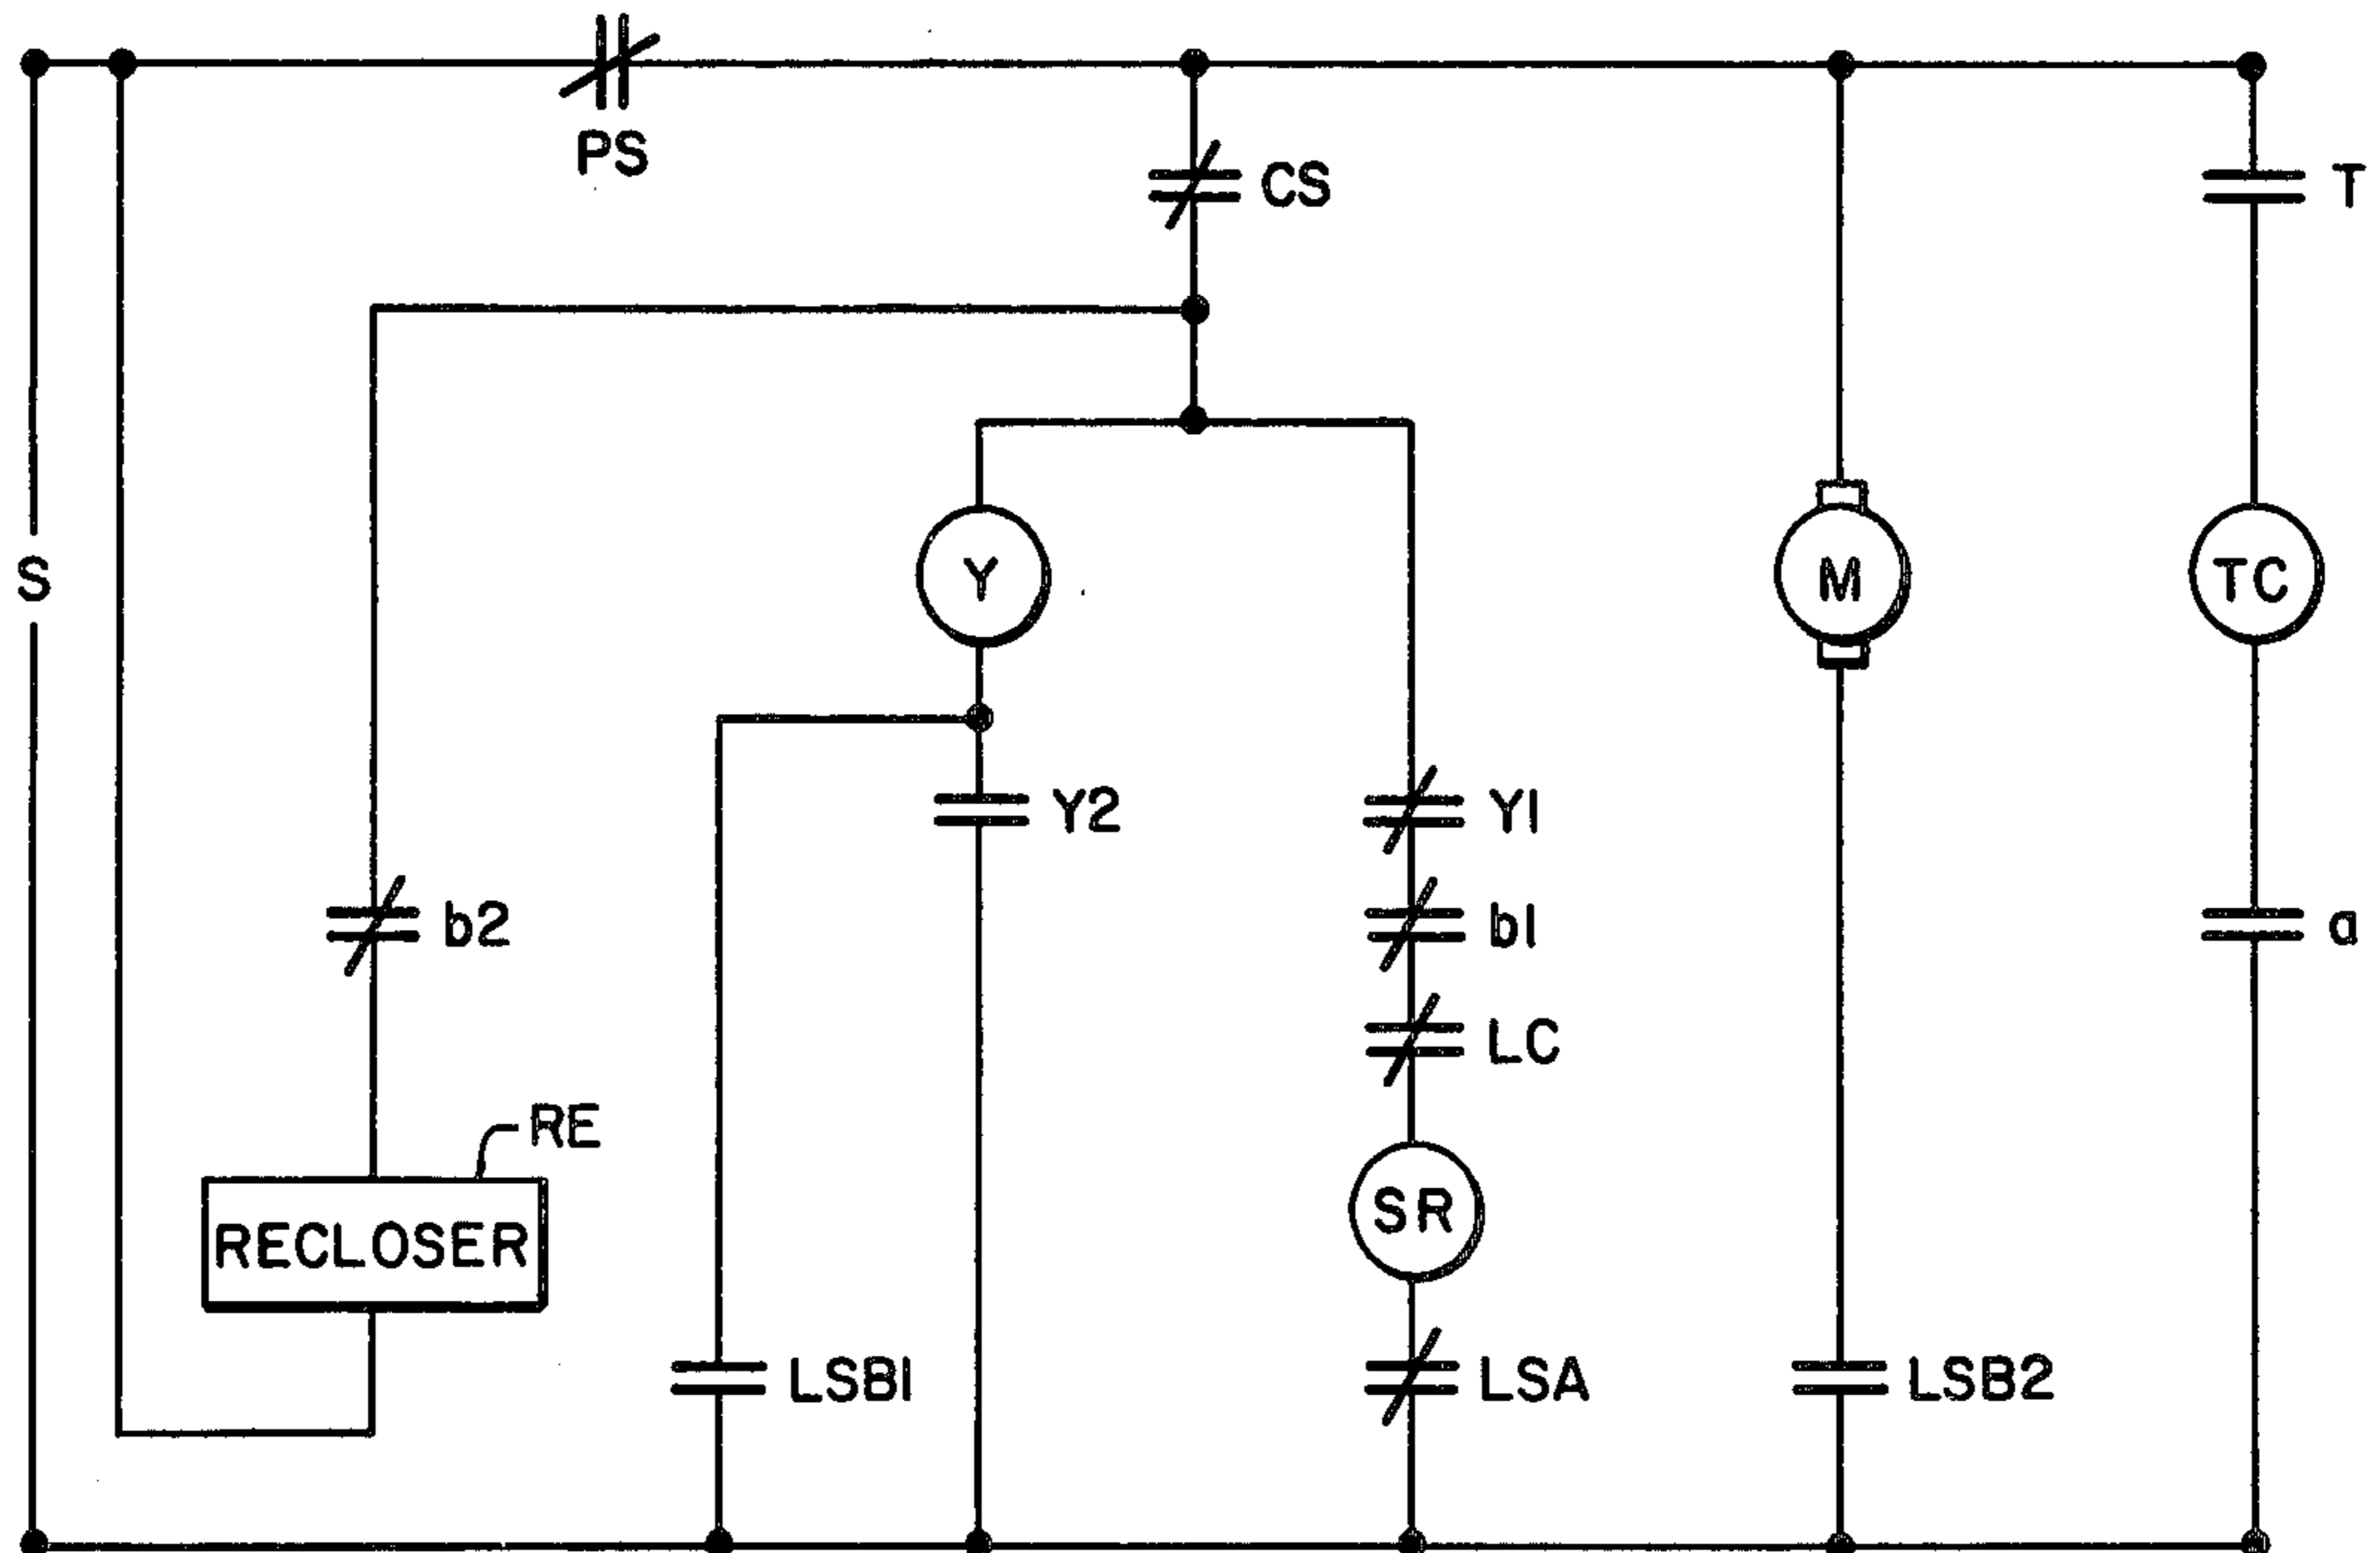 PS
CS
T
S
Y
M
TC
Y2
Y1
b2
b1
a
LC
RE
SR
RECLOSER
LSB1
LSA
LSB2